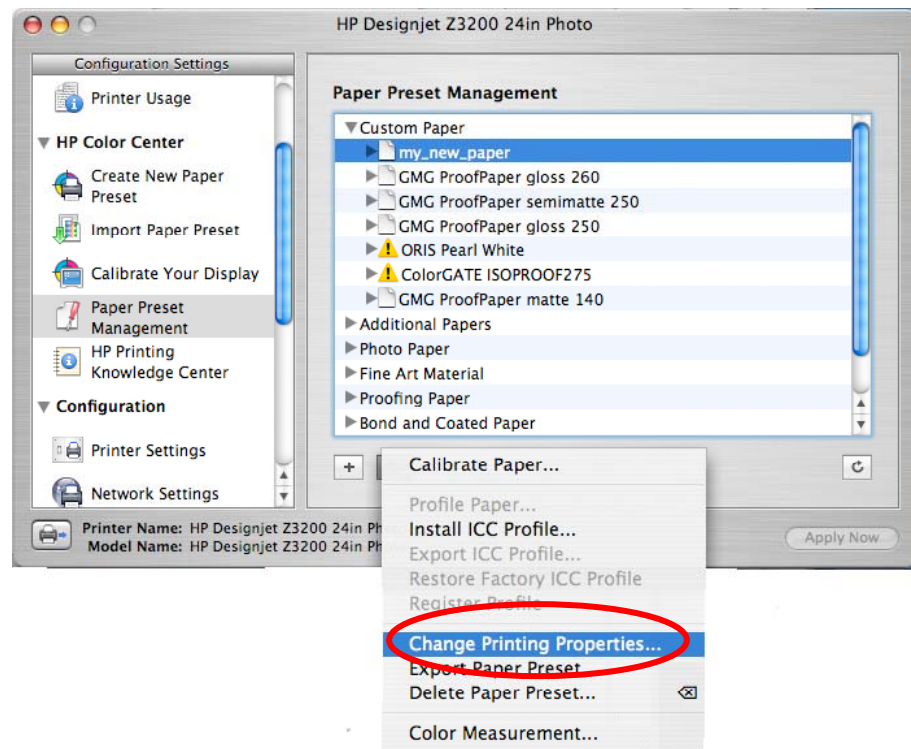 HP Designjet Z3200 24in Photo
Configuration Settings
Printer Usage
HP Color Center
Create New Paper
Preset
Import Paper Preset
Calibrate Your Display
Paper Preset
Management
HP Printing
Knowledge Center
Configuration
Printer Settings
Network Settings
Paper Preset Management
Custom Paper
my_new_paper
GMG ProofPaper gloss 260
GMG ProofPaper semimatte 250
GMG ProofPaper gloss 250
ORIS Pearl White
ColorGATE ISOPROOF275
GMG ProofPaper matte 140
Additional Papers
Photo Paper
Fine Art Material
Proofing Paper
Bond and Coated Paper
+
Printer Name: HP Designjet Z3200 24in Ph
Model Name: HP Designjet Z3200 24in Ph
Apply Now
Calibrate Paper...
Profile Paper...
Install ICC Profile...
Export ICC Profile...
Restore Factory ICC Profile
Register Profile
Change Printing Properties...
Export Paper Preset...
Delete Paper Preset...
Color Measurement...